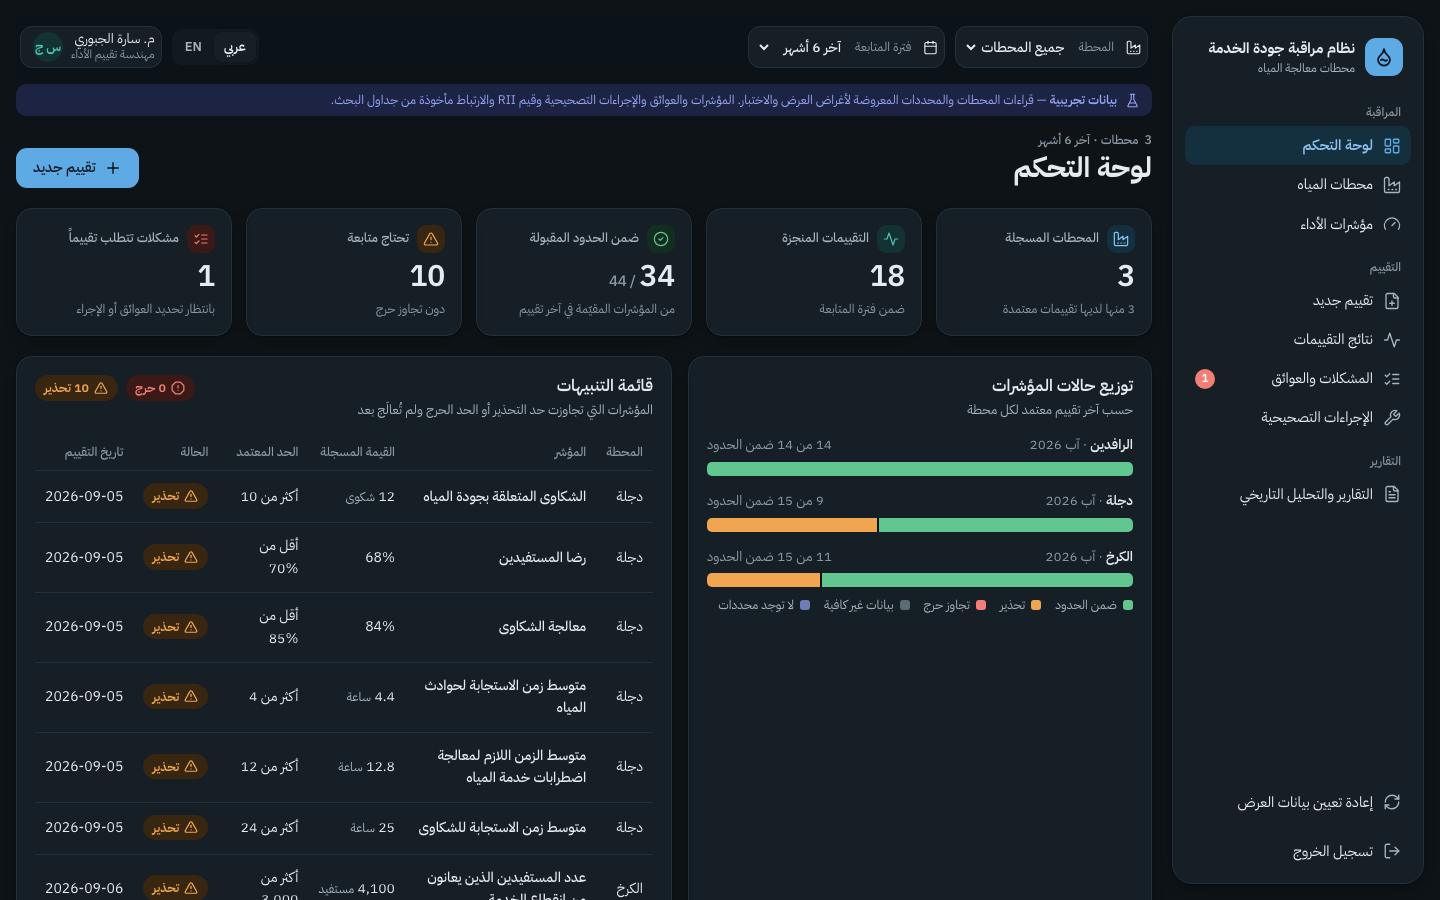 نظام مراقبة جودة الخدمة
محطات معالجة المياه
المراقبة
لوحة التحكم
محطات المياه
مؤشرات الأداء
التقييم
تقييم جديد
نتائج التقييمات
المشكلات والعوائق 1
الإجراءات التصحيحية
التقارير
التقارير والتحليل التاريخي
إعادة تعيين بيانات العرض
تسجيل الخروج
المحطة جميع المحطات
فترة المتابعة آخر 6 أشهر
عربي EN
م. سارة الجبوري
مهندسة تقييم الأداء
س ج
بيانات تجريبية — قراءات المحطات والمحددات المعروضة لأغراض العرض والاختبار. المؤشرات والعوائق والإجراءات التصحيحية وقيم RII والارتباط مأخوذة من جداول البحث.
3 محطات · آخر 6 أشهر
لوحة التحكم
تقييم جديد
المحطات المسجلة
3
3 منها لديها تقييمات معتمدة
التقييمات المنجزة
18
ضمن فترة المتابعة
ضمن الحدود المقبولة
34 / 44
من المؤشرات المقيّمة في آخر تقييم
تحتاج متابعة
10
دون تجاوز حرج
مشكلات تتطلب تقييماً
1
بانتظار تحديد العوائق أو الإجراء
توزيع حالات المؤشرات
حسب آخر تقييم معتمد لكل محطة
الرافدين · آب 2026 14 من 14 ضمن الحدود
دجلة · آب 2026 9 من 15 ضمن الحدود
الكرخ · آب 2026 11 من 15 ضمن الحدود
ضمن الحدود تحذير تجاوز حرج بيانات غير كافية لا توجد محددات
قائمة التنبيهات
0 حرج 10 تحذير
المؤشرات التي تجاوزت حد التحذير أو الحد الحرج ولم تُعالَج بعد
المحطة المؤشر القيمة المسجلة الحد المعتمد الحالة تاريخ التقييم
دجلة الشكاوى المتعلقة بجودة المياه 12 شكوى أكثر من 10 تحذير 2026-09-05
دجلة رضا المستفيدين 68% أقل من 70% تحذير 2026-09-05
دجلة معالجة الشكاوى 84% أقل من 85% تحذير 2026-09-05
دجلة متوسط زمن الاستجابة لحوادث المياه 4.4 ساعة أكثر من 4 تحذير 2026-09-05
دجلة متوسط الزمن اللازم لمعالجة اضطرابات خدمة المياه 12.8 ساعة أكثر من 12 تحذير 2026-09-05
دجلة متوسط زمن الاستجابة للشكاوى 25 ساعة أكثر من 24 تحذير 2026-09-05
الكرخ عدد المستفيدين الذين يعانون من انقطاع الخدمة 4,100 مستفيد أكثر من 3,000 تحذير 2026-09-06